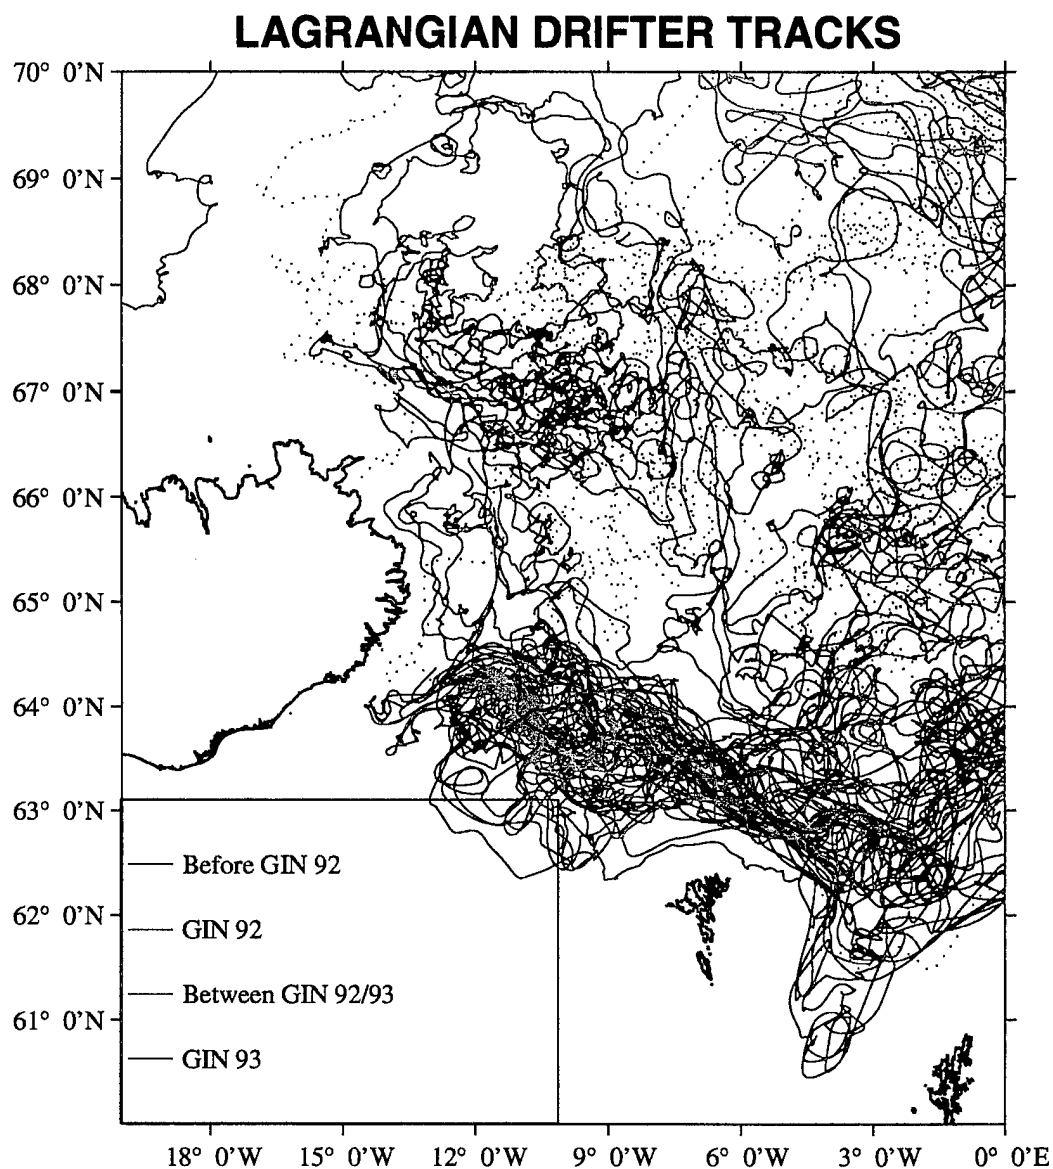 LAGRANGIAN DRIFTER TRACKS
70° 0'N
69° 0'N
68° 0'N
67° 0'N
66° 0'N
65° 0'N
64° 0'N
63° 0'N
62° 0'N
61° 0'N
Before GIN 92
GIN 92
Between GIN 92/93
GIN 93
18° 0'W 15° 0'W 12° 0'W 9° 0'W 6° 0'W 3° 0'W 0° 0'E